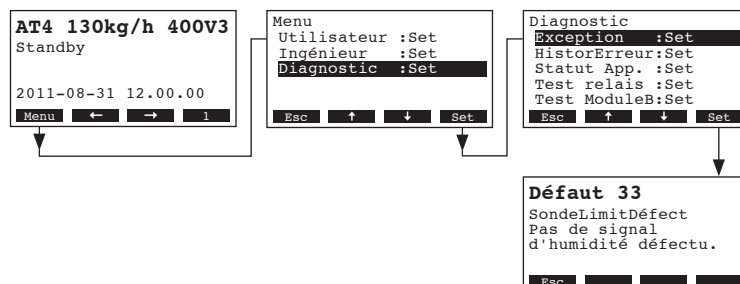 AT4 130kg/h 400V3
Standby
2011-08-31 12.00.00
Menu ← → 1
Menu
Utilisateur :Set
Ingénieur :Set
Diagnostic :Set
Esc ↑ ↓ Set
Diagnostic
Exception :Set
HistorErreur:Set
Statut App. :Set
Test relais :Set
Test ModuleB:Set
Esc ↑ ↓ Set
Défaut 33
SondeLimitDéfect
Pas de signal
d'humidité défectu.
Esc